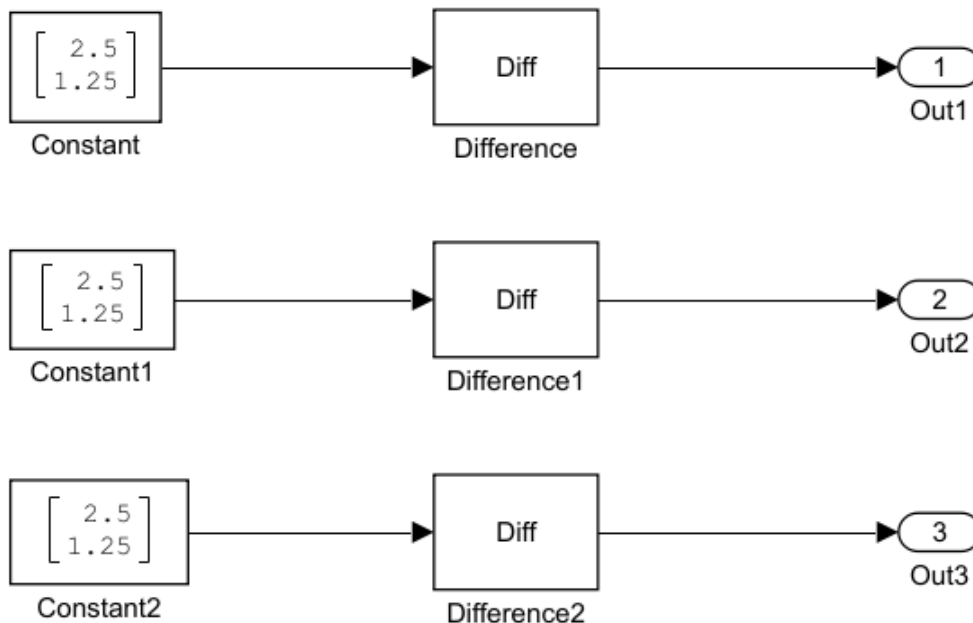 2.5
1.25
Constant
Diff
Difference
1
Out1
2.5
1.25
Constant1
Diff
Difference1
2
Out2
2.5
1.25
Constant2
Diff
Difference2
3
Out3